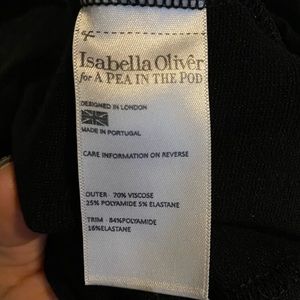 Isabella Oliver
for A PEA IN THE POD
DESIGNED IN LONDON
MADE IN PORTUGAL
CARE INFORMATION ON REVERSE
OUTER - 70% VISCOSE
25% POLYAMIDE 5% ELASTANE
TRIM - 84%POLYAMIDE
16%ELASTANE